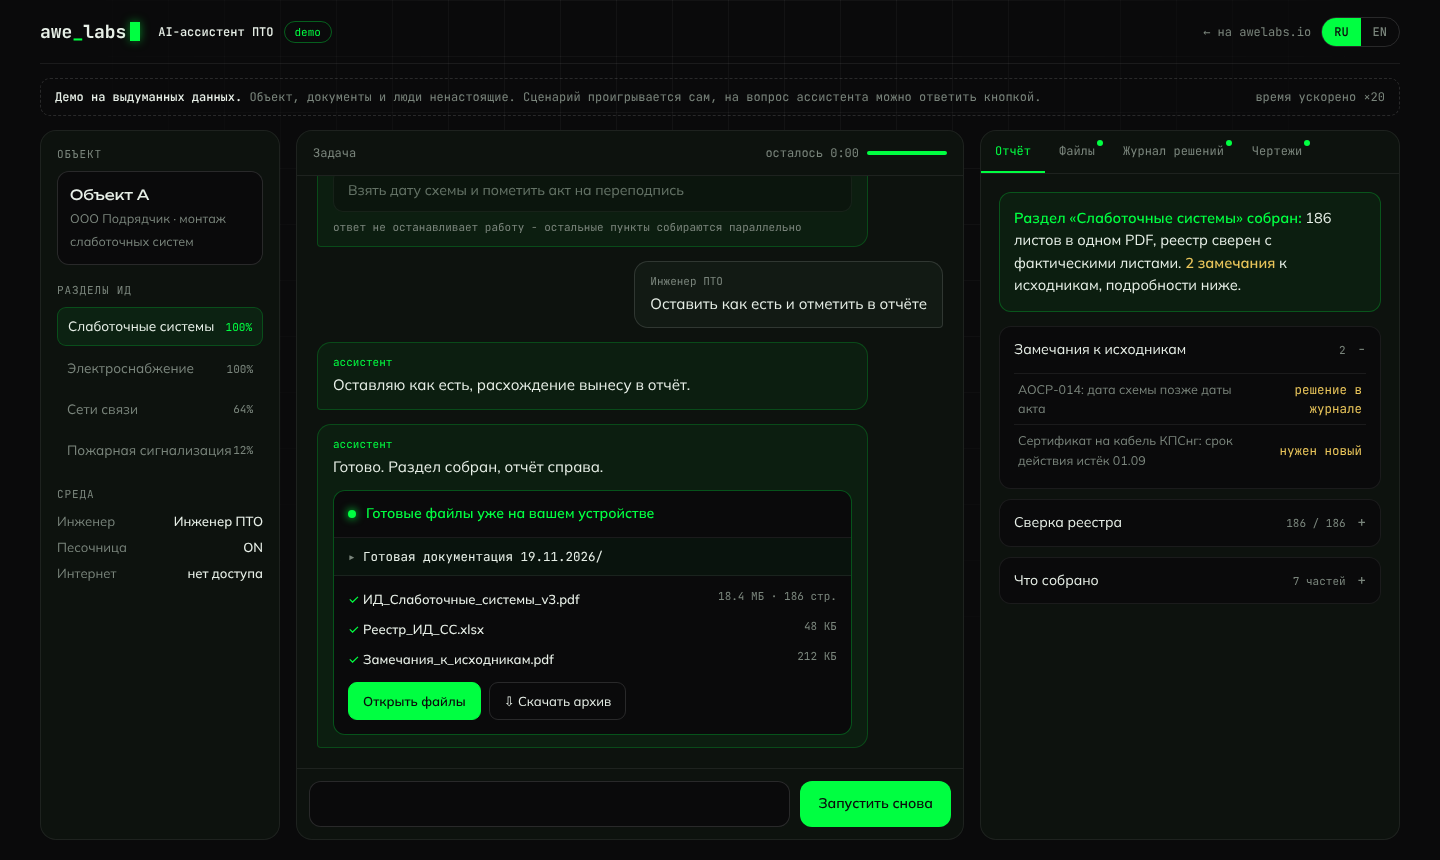 awe_labs
AI-ассистент ПТО
demo
← на awelabs.io
RU
EN
Демо на выдуманных данных. Объект, документы и люди ненастоящие. Сценарий проигрывается сам, на вопрос ассистента можно ответить кнопкой.
время ускорено ×20
ОБЪЕКТ
Объект А
ООО Подрядчик · монтаж
слаботочных систем
РАЗДЕЛЫ ИД
Слаботочные системы 100%
Электроснабжение 100%
Сети связи 64%
Пожарная сигнализация 12%
СРЕДА
Инженер Инженер ПТО
Песочница ON
Интернет нет доступа
Задача
осталось 0:00
Взять дату схемы и пометить акт на переподпись
ответ не останавливает работу - остальные пункты собираются параллельно
Инженер ПТО
Оставить как есть и отметить в отчёте
ассистент
Оставляю как есть, расхождение вынесу в отчёт.
ассистент
Готово. Раздел собран, отчёт справа.
Готовые файлы уже на вашем устройстве
▸ Готовая документация 19.11.2026/
✓ ИД_Слаботочные_системы_v3.pdf 18.4 МБ · 186 стр.
✓ Реестр_ИД_СС.xlsx 48 КБ
✓ Замечания_к_исходникам.pdf 212 КБ
Открыть файлы
⇩ Скачать архив
Запустить снова
Отчёт
Файлы
Журнал решений
Чертежи
Раздел «Слаботочные системы» собран: 186
листов в одном PDF, реестр сверен с
фактическими листами. 2 замечания к
исходникам, подробности ниже.
Замечания к исходникам 2 −
АОСР-014: дата схемы позже даты
акта
решение в
журнале
Сертификат на кабель КПСнг: срок
действия истёк 01.09
нужен новый
Сверка реестра 186 / 186 +
Что собрано 7 частей +